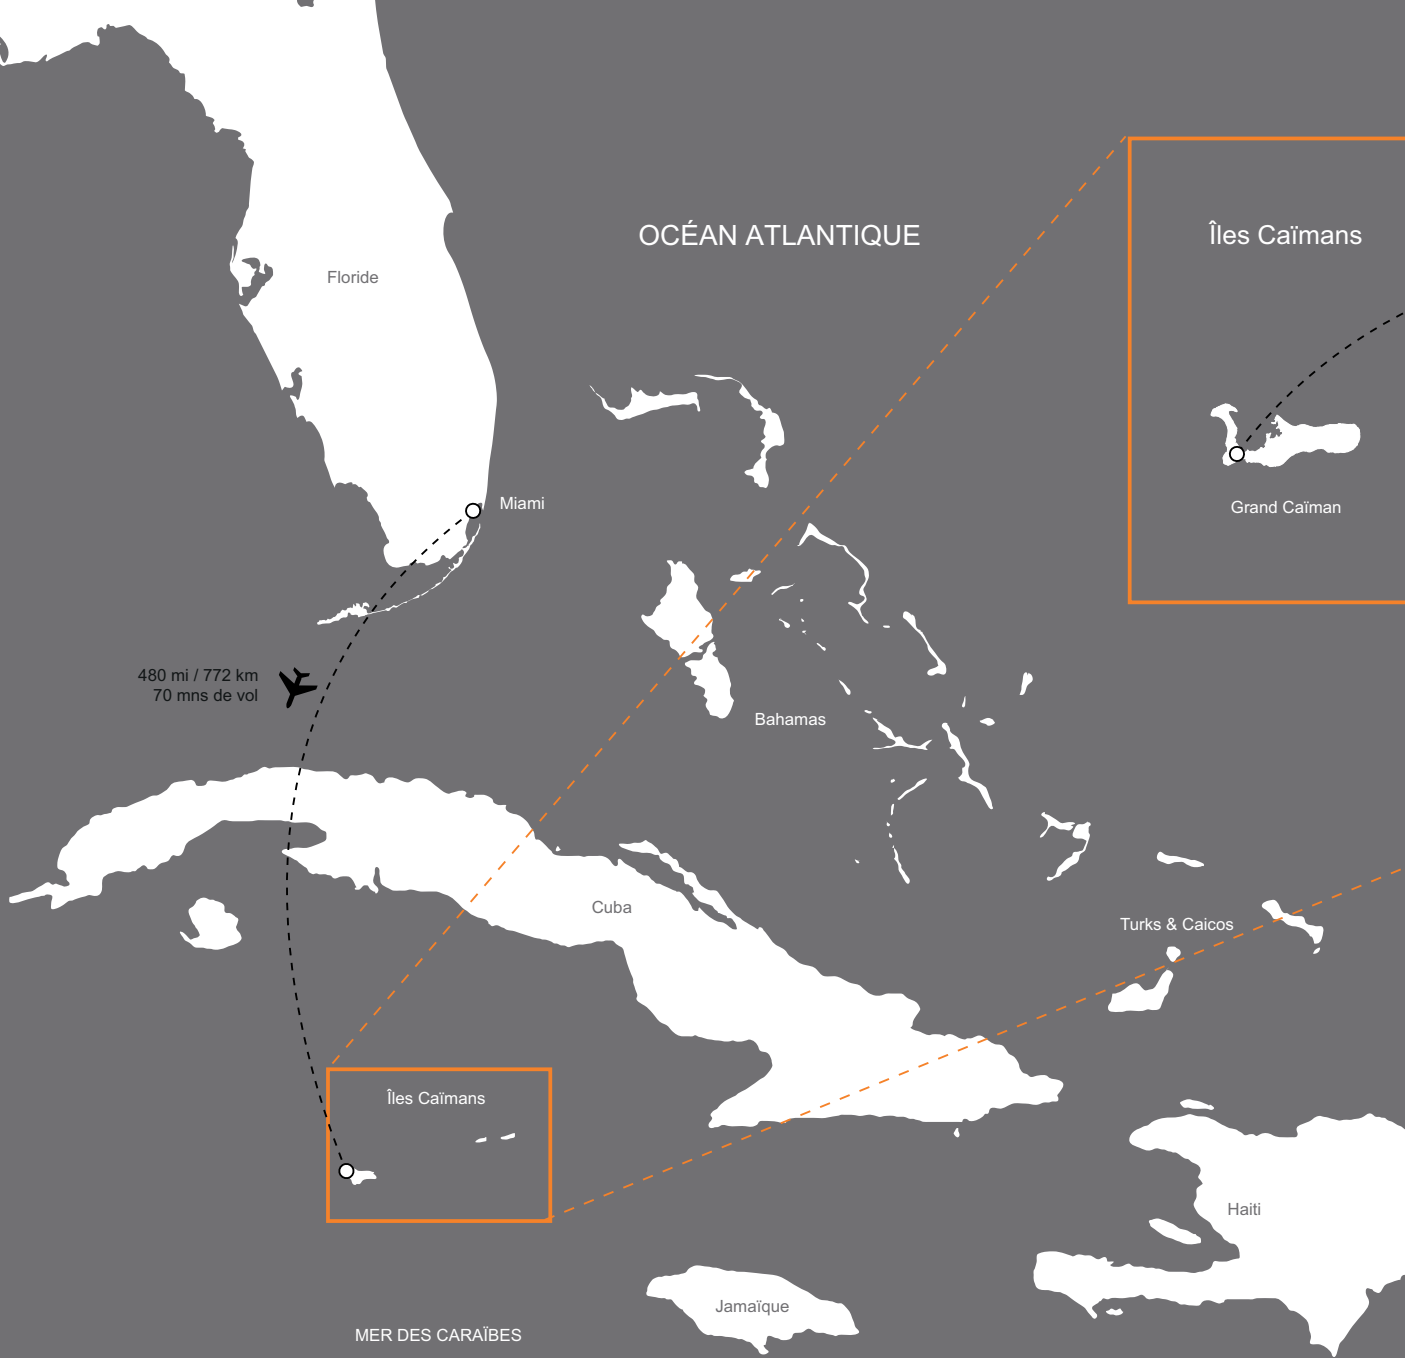 OCÉAN ATLANTIQUE
Îles Caïmans
Floride
Miami
Grand Caïman
480 mi / 772 km
70 mns de vol
Bahamas
Cuba
Turks & Caicos
Îles Caïmans
Haiti
Jamaïque
MER DES CARAÏBES